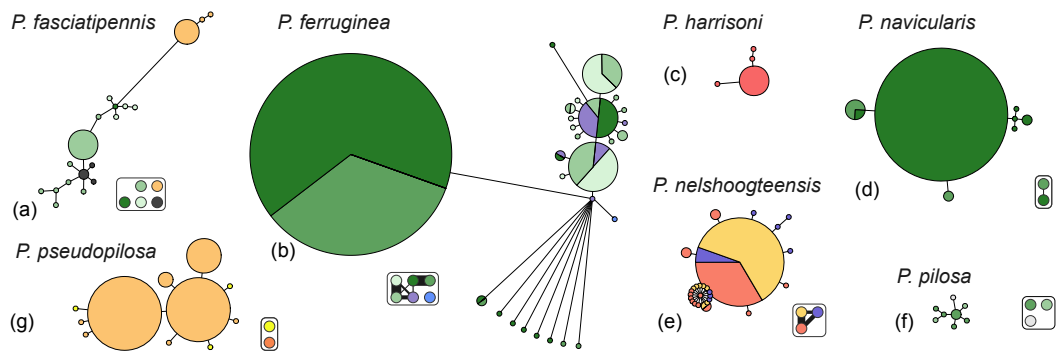 P. fasciatipennis
P. ferruginea
P. harrisoni
P. navicularis
(c)
P. nelshoogteensis
(d)
(a)
(b)
P. pseudopilosa
P. pilosa
(g)
(e)
(f)